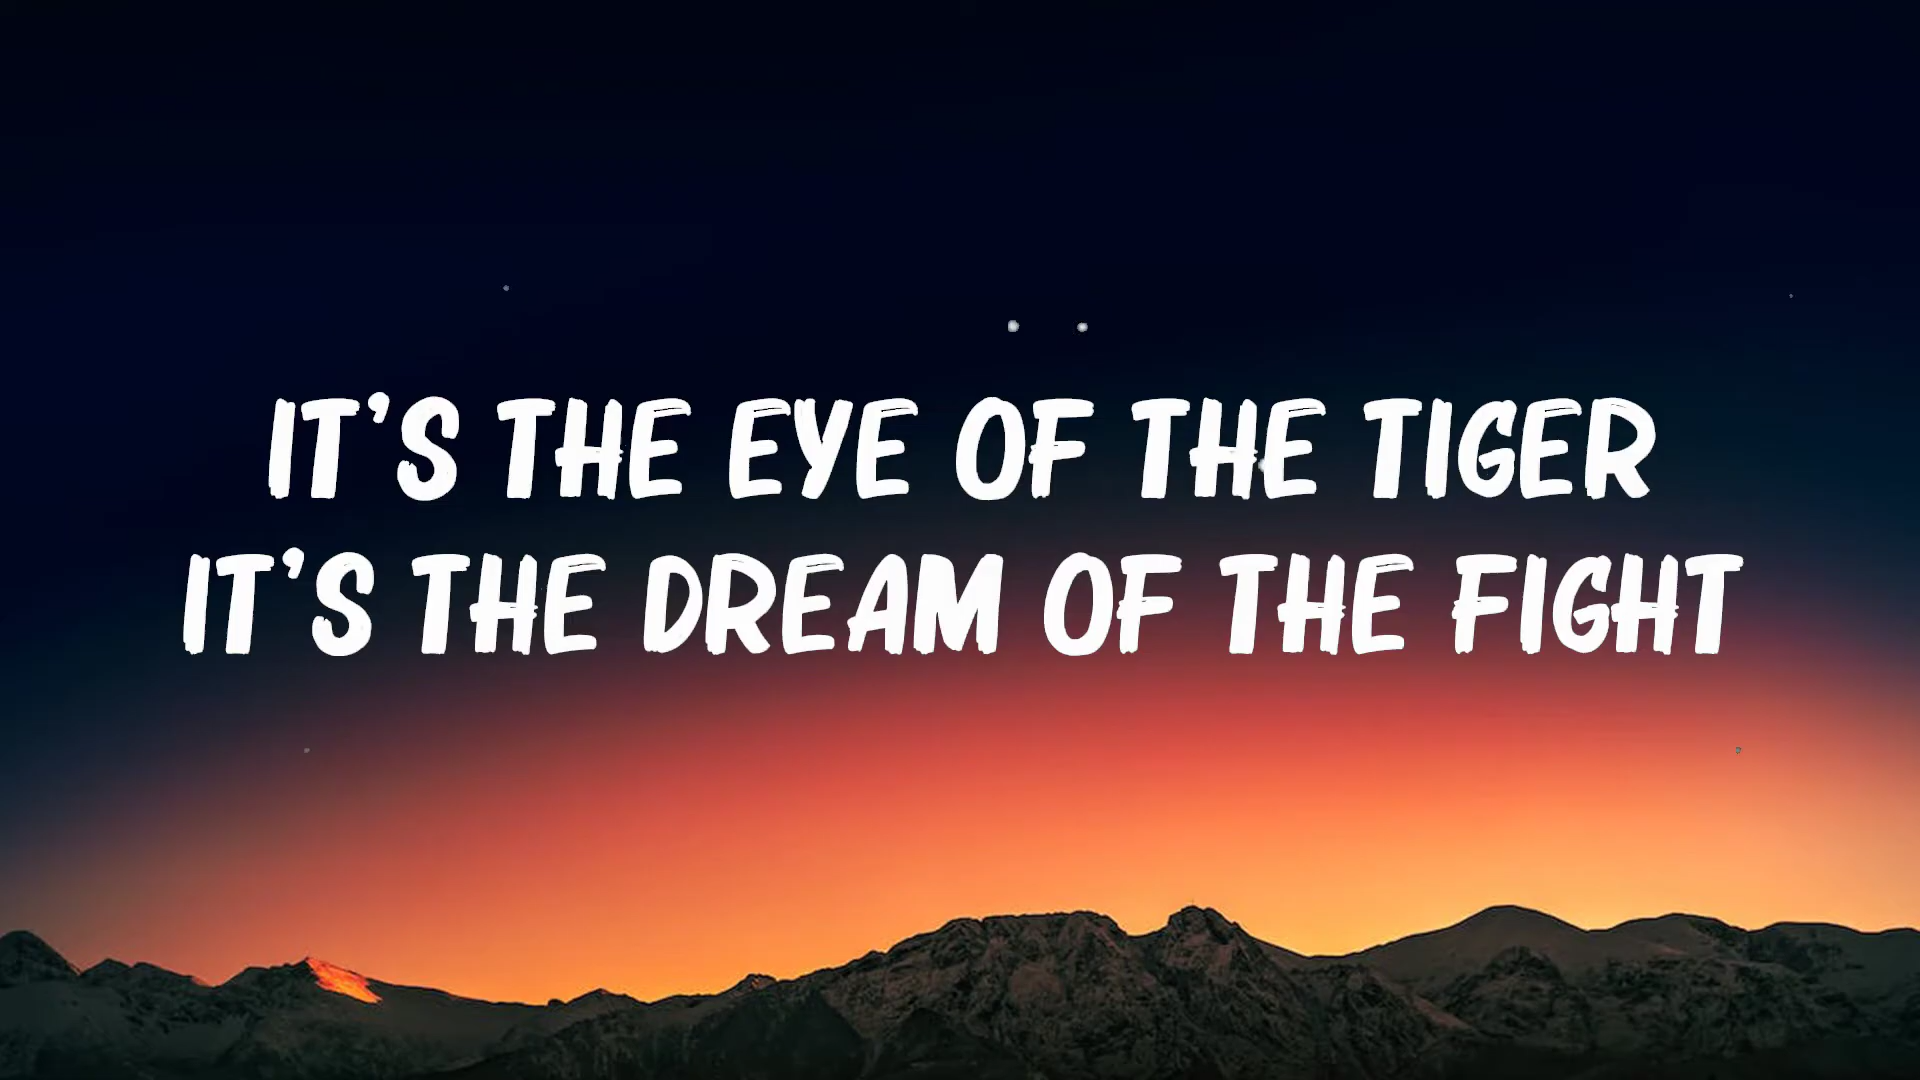 IT'S THE EYE OF THE TIGER
IT'S THE DREAM OF THE FIGHT